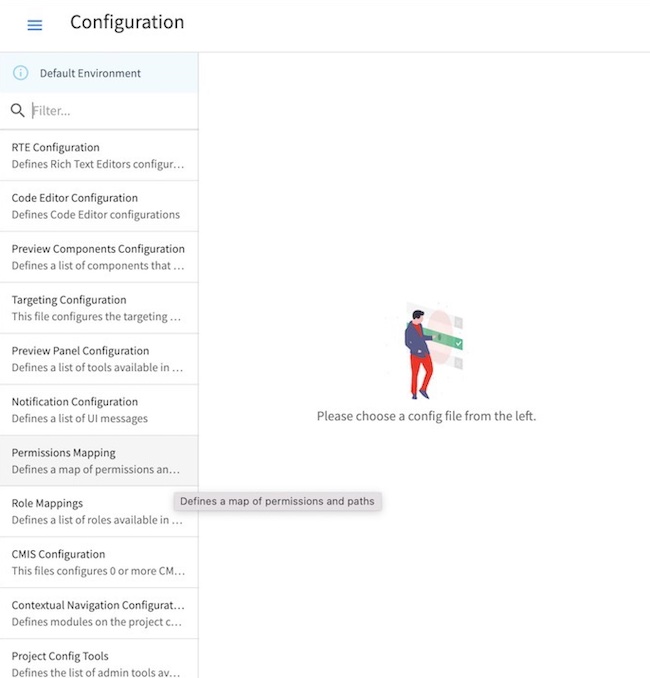 Configuration
Default Environment
Filter...
RTE Configuration
Defines Rich Text Editors configur...
Code Editor Configuration
Defines Code Editor configurations
Preview Components Configuration
Defines a list of components that ...
Targeting Configuration
This file configures the targeting ...
Preview Panel Configuration
Defines a list of tools available in ...
Notification Configuration
Defines a list of UI messages
Permissions Mapping
Defines a map of permissions an...
Role Mappings
Defines a list of roles available in ...
CMIS Configuration
This files configures 0 or more CM...
Contextual Navigation Configurat...
Defines modules on the project c...
Project Config Tools
Defines the list of admin tools av...
Please choose a config file from the left.
Defines a map of permissions and paths